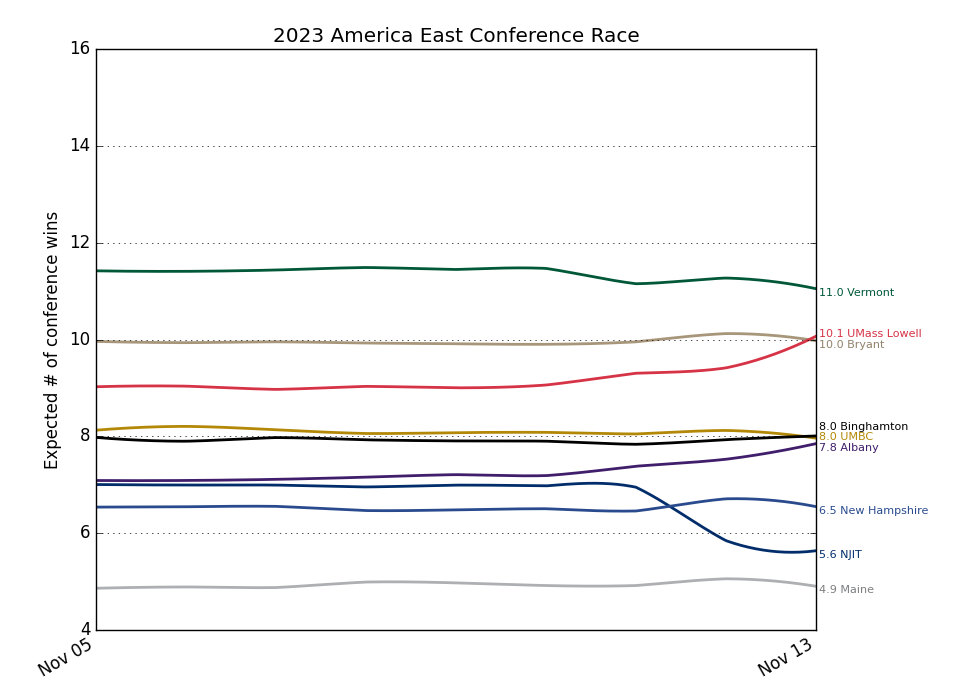 2023 America East Conference Race
Expected # of conference wins
16
14
12
10
8
6
4
Nov 05
Nov 13
11.0 Vermont
10.1 UMass Lowell
10.0 Bryant
8.0 Binghamton
8.0 UMBC
7.8 Albany
6.5 New Hampshire
5.6 NJIT
4.9 Maine